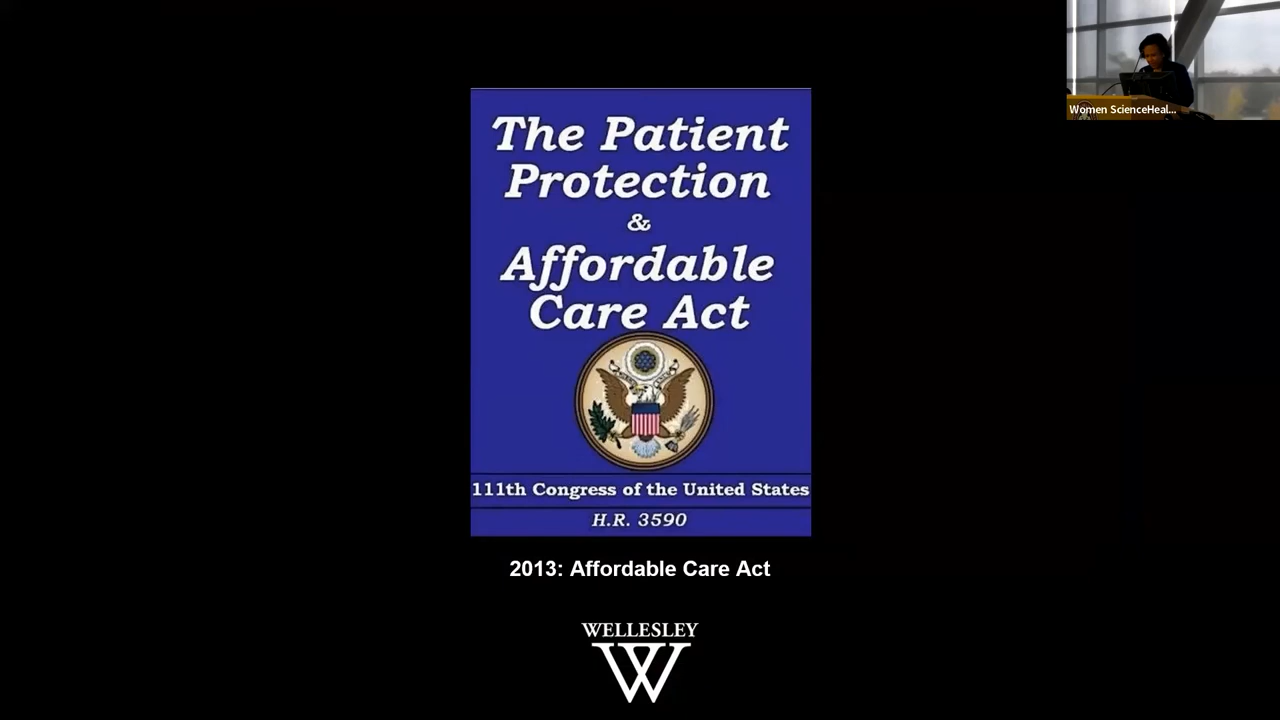 The Patient
Protection
&
Affordable
Care Act
111th Congress of the United States
H.R. 3590
2013: Affordable Care Act
WELLESLEY
W
Women ScienceHeal...